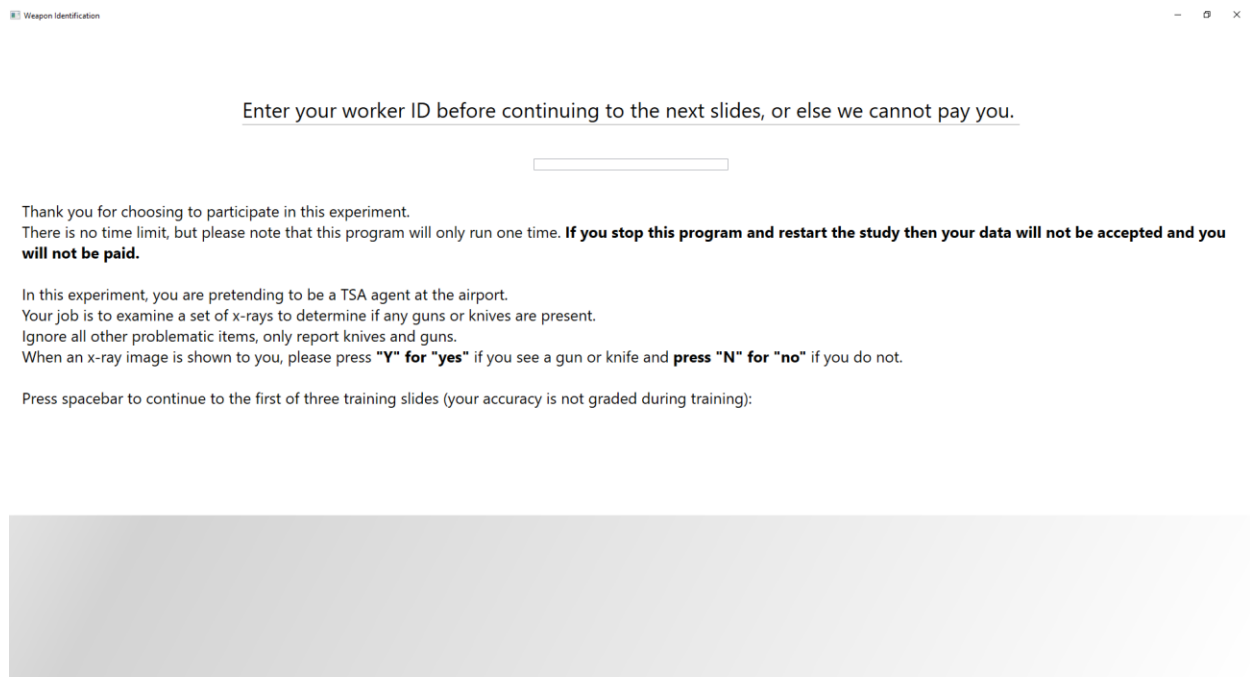 Weapon Identification
Enter your worker ID before continuing to the next slides, or else we cannot pay you.
Thank you for choosing to participate in this experiment.
There is no time limit, but please note that this program will only run one time. If you stop this program and restart the study then your data will not be accepted and you
will not be paid.
In this experiment, you are pretending to be a TSA agent at the airport.
Your job is to examine a set of x-rays to determine if any guns or knives are present.
Ignore all other problematic items, only report knives and guns.
When an x-ray image is shown to you, please press "Y" for "yes" if you see a gun or knife and press "N" for "no" if you do not.
Press spacebar to continue to the first of three training slides (your accuracy is not graded during training):